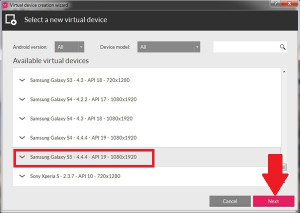 Virtual device creation wizard
Select a new virtual device
Android version: All Device model: All
Available virtual devices
Samsung Galaxy S3 - 4.3 - API 18 - 720x1280
Samsung Galaxy S4 - 4.2.2 - API 17 - 1080x1920
Samsung Galaxy S4 - 4.3 - API 18 - 1080x1920
Samsung Galaxy S4 - 4.4.4 - API 19 - 1080x1920
Samsung Galaxy S5 - 4.4.4 - API 19 - 1080x1920
Sony Xperia S - 2.3.7 - API 10 - 720x1280
Cancel Next